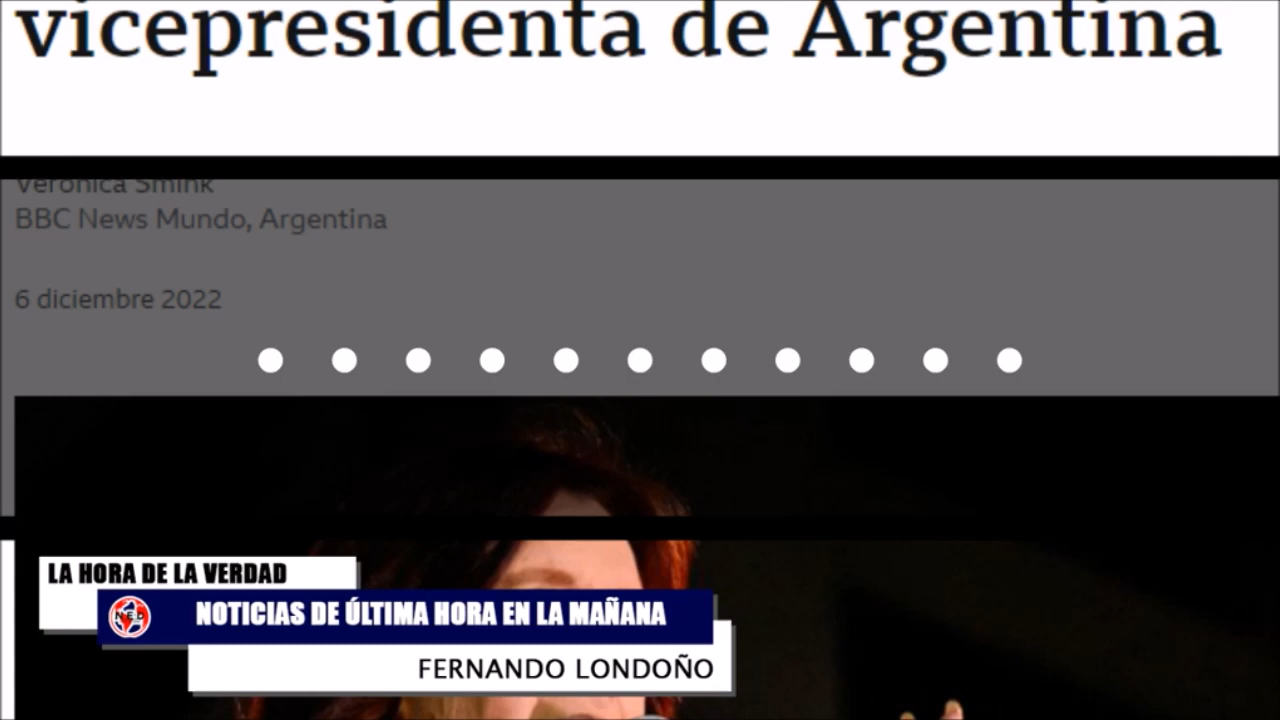 vicepresidenta de Argentina
Verónica Smink
BBC News Mundo, Argentina
6 diciembre 2022
LA HORA DE LA VERDAD
NOTICIAS DE ÚLTIMA HORA EN LA MAÑANA
FERNANDO LONDOÑO